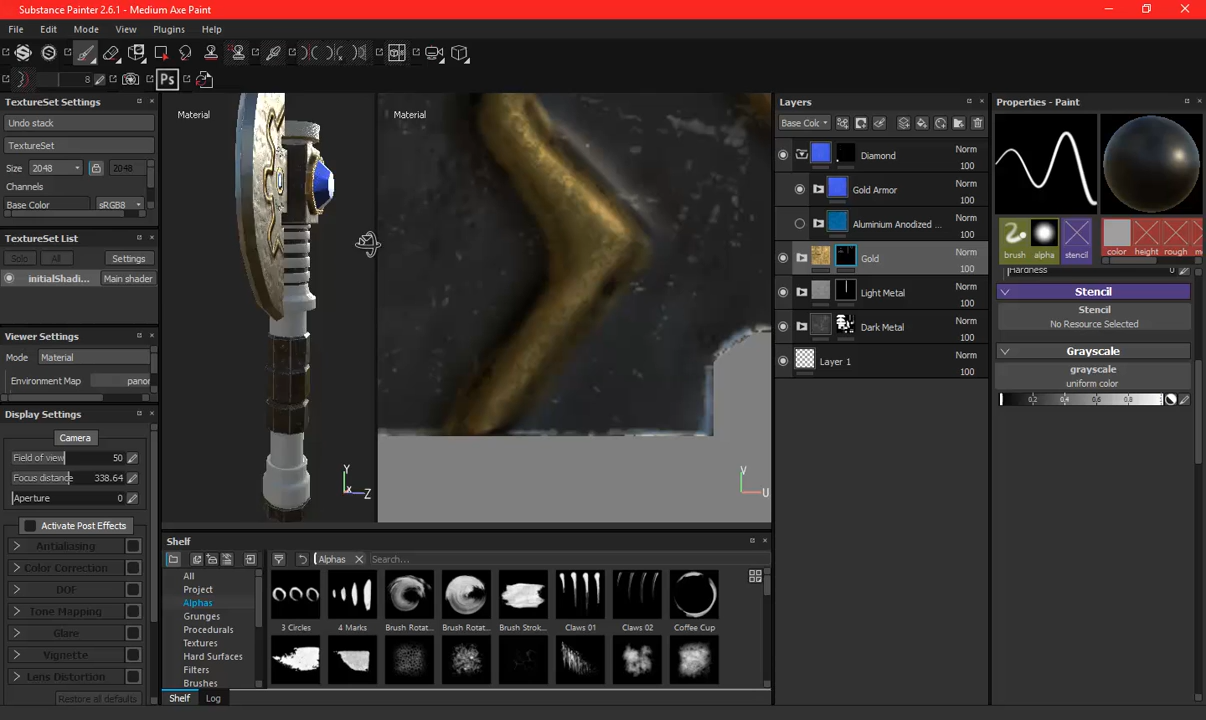 Substance Painter 2.6.1 - Medium Axe Paint
File Edit Mode View Plugins Help
8
Ps
TextureSet Settings
Undo stack
TextureSet
Size 2048 2048
Channels
Base Color sRGB8
TextureSet List
Solo All Settings
initialShadi... Main shader
Viewer Settings
Mode Material
Environment Map panor
Display Settings
Camera
Field of view 50
Focus distance 338.64
Aperture 0
Activate Post Effects
Antialiasing
Color Correction
DOF
Tone Mapping
Glare
Vignette
Lens Distortion
Restore all defaults
Material
Y
X Z
Material
V
U
Shelf
Alphas Search...
All
Project
Alphas
Grunges
Procedurals
Textures
Hard Surfaces
Filters
Brushes
3 Circles 4 Marks Brush Rotat... Brush Rotat... Brush Strok... Claws 01 Claws 02 Coffee Cup
Shelf Log
Layers
Base Colc
Diamond Norm
100
Gold Armor Norm
100
Aluminium Anodized ... Norm
100
Gold Norm
100
Light Metal Norm
100
Dark Metal Norm
100
Layer 1 Norm
100
Properties - Paint
brush alpha stencil color height rough m
Hardness 0
Stencil
Stencil
No Resource Selected
Grayscale
grayscale
uniform color
0.2 0.4 0.6 0.8